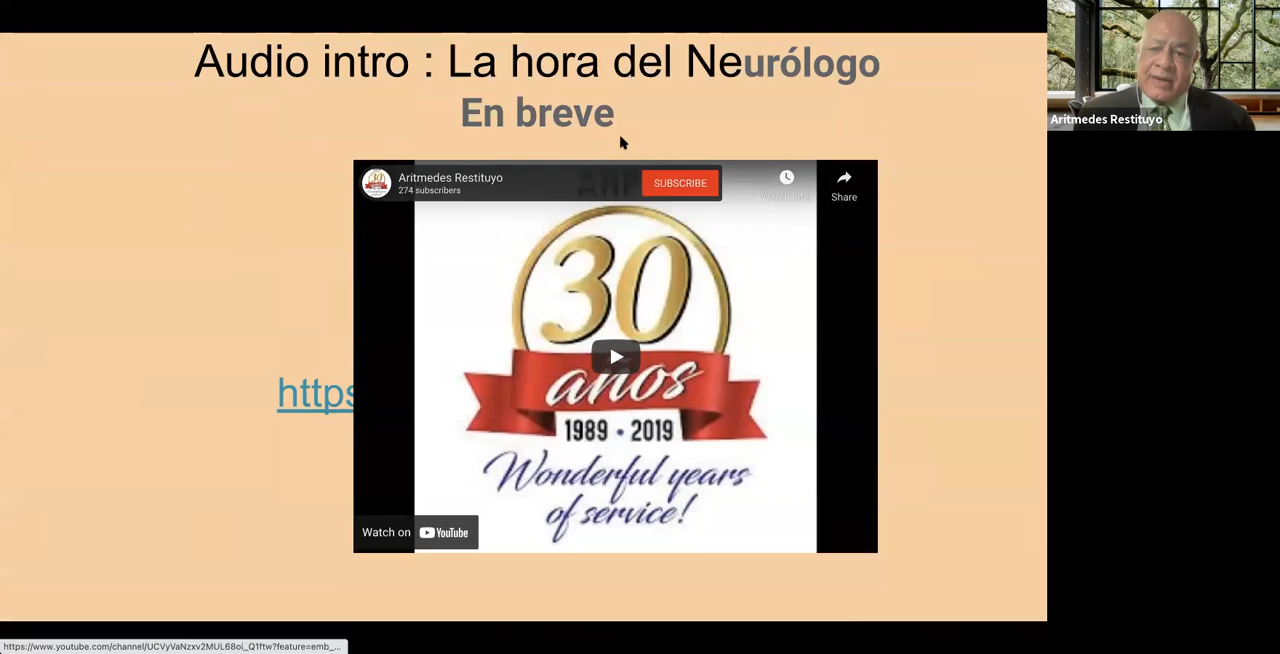 Audio intro : La hora del Neurólogo
En breve
Aritmedes Restituyo
274 subscribers
SUBSCRIBE
Share
30
años
1989 • 2019
Wonderful years
of service!
https
Watch on YouTube
Aritmedes Restituyo
https://www.youtube.com/channel/UCVyVaNzxv2MUL68oi_Q1ftw?feature=emb_...